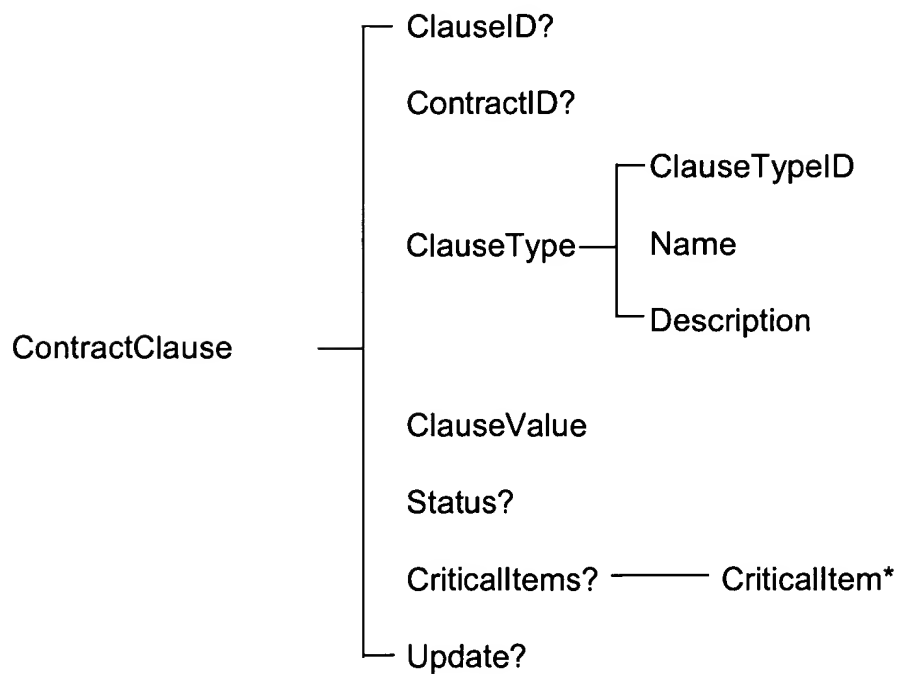 ClauseID?
ContractID?
ClauseTypeID
ClauseType
Name
Description
ContractClause
ClauseValue
Status?
CriticalItems?
CriticalItem*
Update?